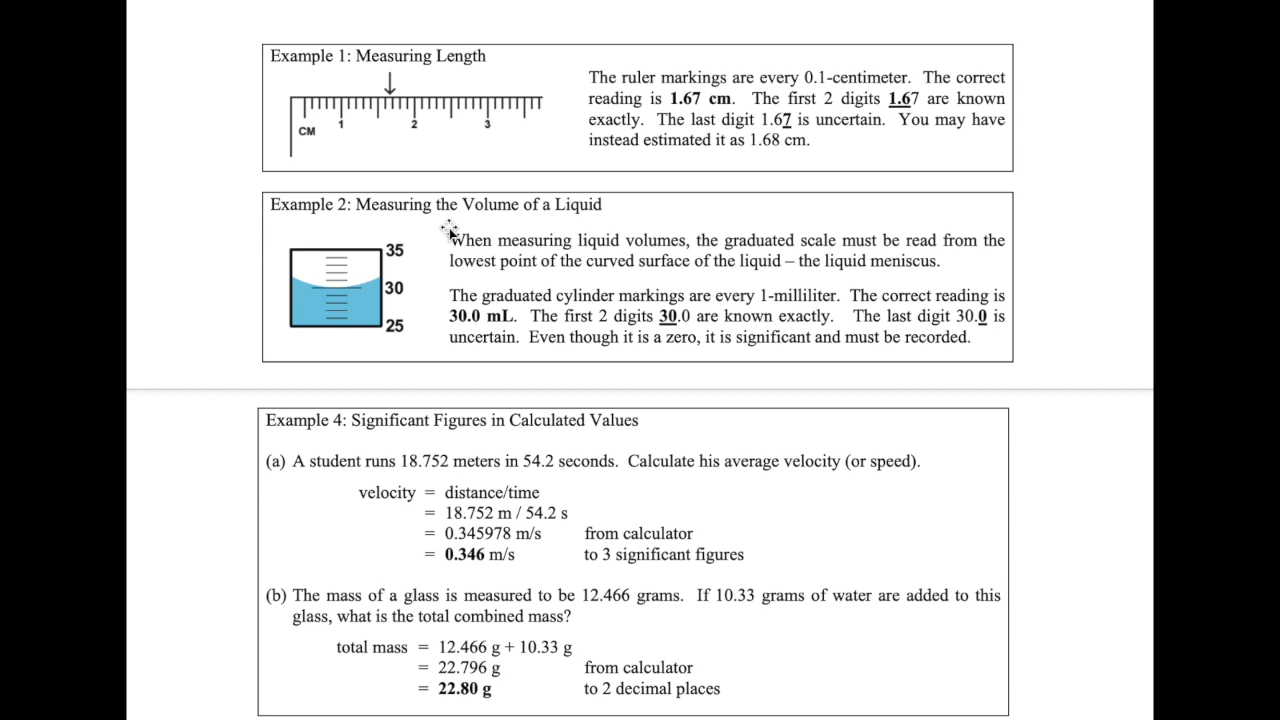 Example 1: Measuring Length
The ruler markings are every 0.1-centimeter. The correct
reading is 1.67 cm. The first 2 digits 1.67 are known
exactly. The last digit 1.67 is uncertain. You may have
instead estimated it as 1.68 cm.
1 2 3
CM
Example 2: Measuring the Volume of a Liquid
35
30
25
When measuring liquid volumes, the graduated scale must be read from the
lowest point of the curved surface of the liquid – the liquid meniscus.
The graduated cylinder markings are every 1-milliliter. The correct reading is
30.0 mL. The first 2 digits 30.0 are known exactly. The last digit 30.0 is
uncertain. Even though it is a zero, it is significant and must be recorded.
Example 4: Significant Figures in Calculated Values
(a) A student runs 18.752 meters in 54.2 seconds. Calculate his average velocity (or speed).
velocity = distance/time
= 18.752 m / 54.2 s
= 0.345978 m/s from calculator
= 0.346 m/s to 3 significant figures
(b) The mass of a glass is measured to be 12.466 grams. If 10.33 grams of water are added to this
glass, what is the total combined mass?
total mass = 12.466 g + 10.33 g
= 22.796 g from calculator
= 22.80 g to 2 decimal places